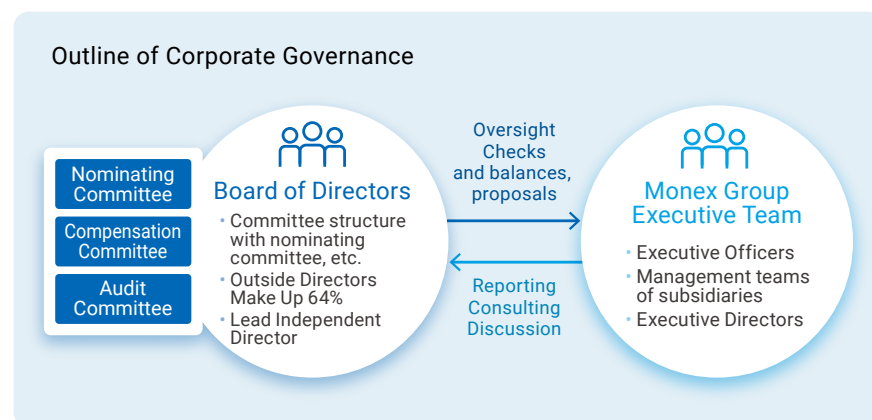 Outline of Corporate Governance
Nominating
Committee
Compensation
Committee
Audit
Committee
Board of Directors
• Committee structure
with nominating
committee, etc.
• Outside Directors
Make Up 64%
• Lead Independent
Director
Oversight
Checks
and balances,
proposals
Reporting
Consulting
Discussion
Monex Group
Executive Team
• Executive Officers
• Management teams
of subsidiaries
• Executive Directors